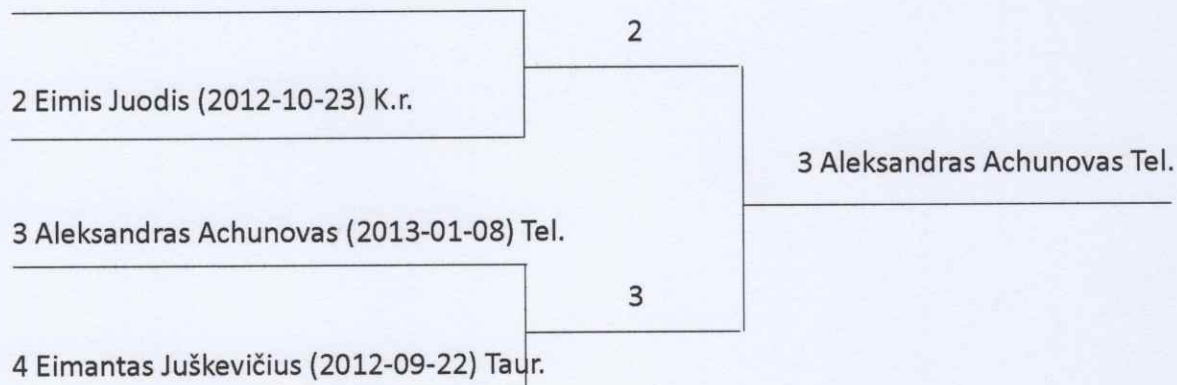 2
2 Eimis Juodis (2012-10-23) K.r.
3 Aleksandras Achunovas Tel.
3 Aleksandras Achunovas (2013-01-08) Tel.
3
4 Eimantas Juškevičius (2012-09-22) Taur.